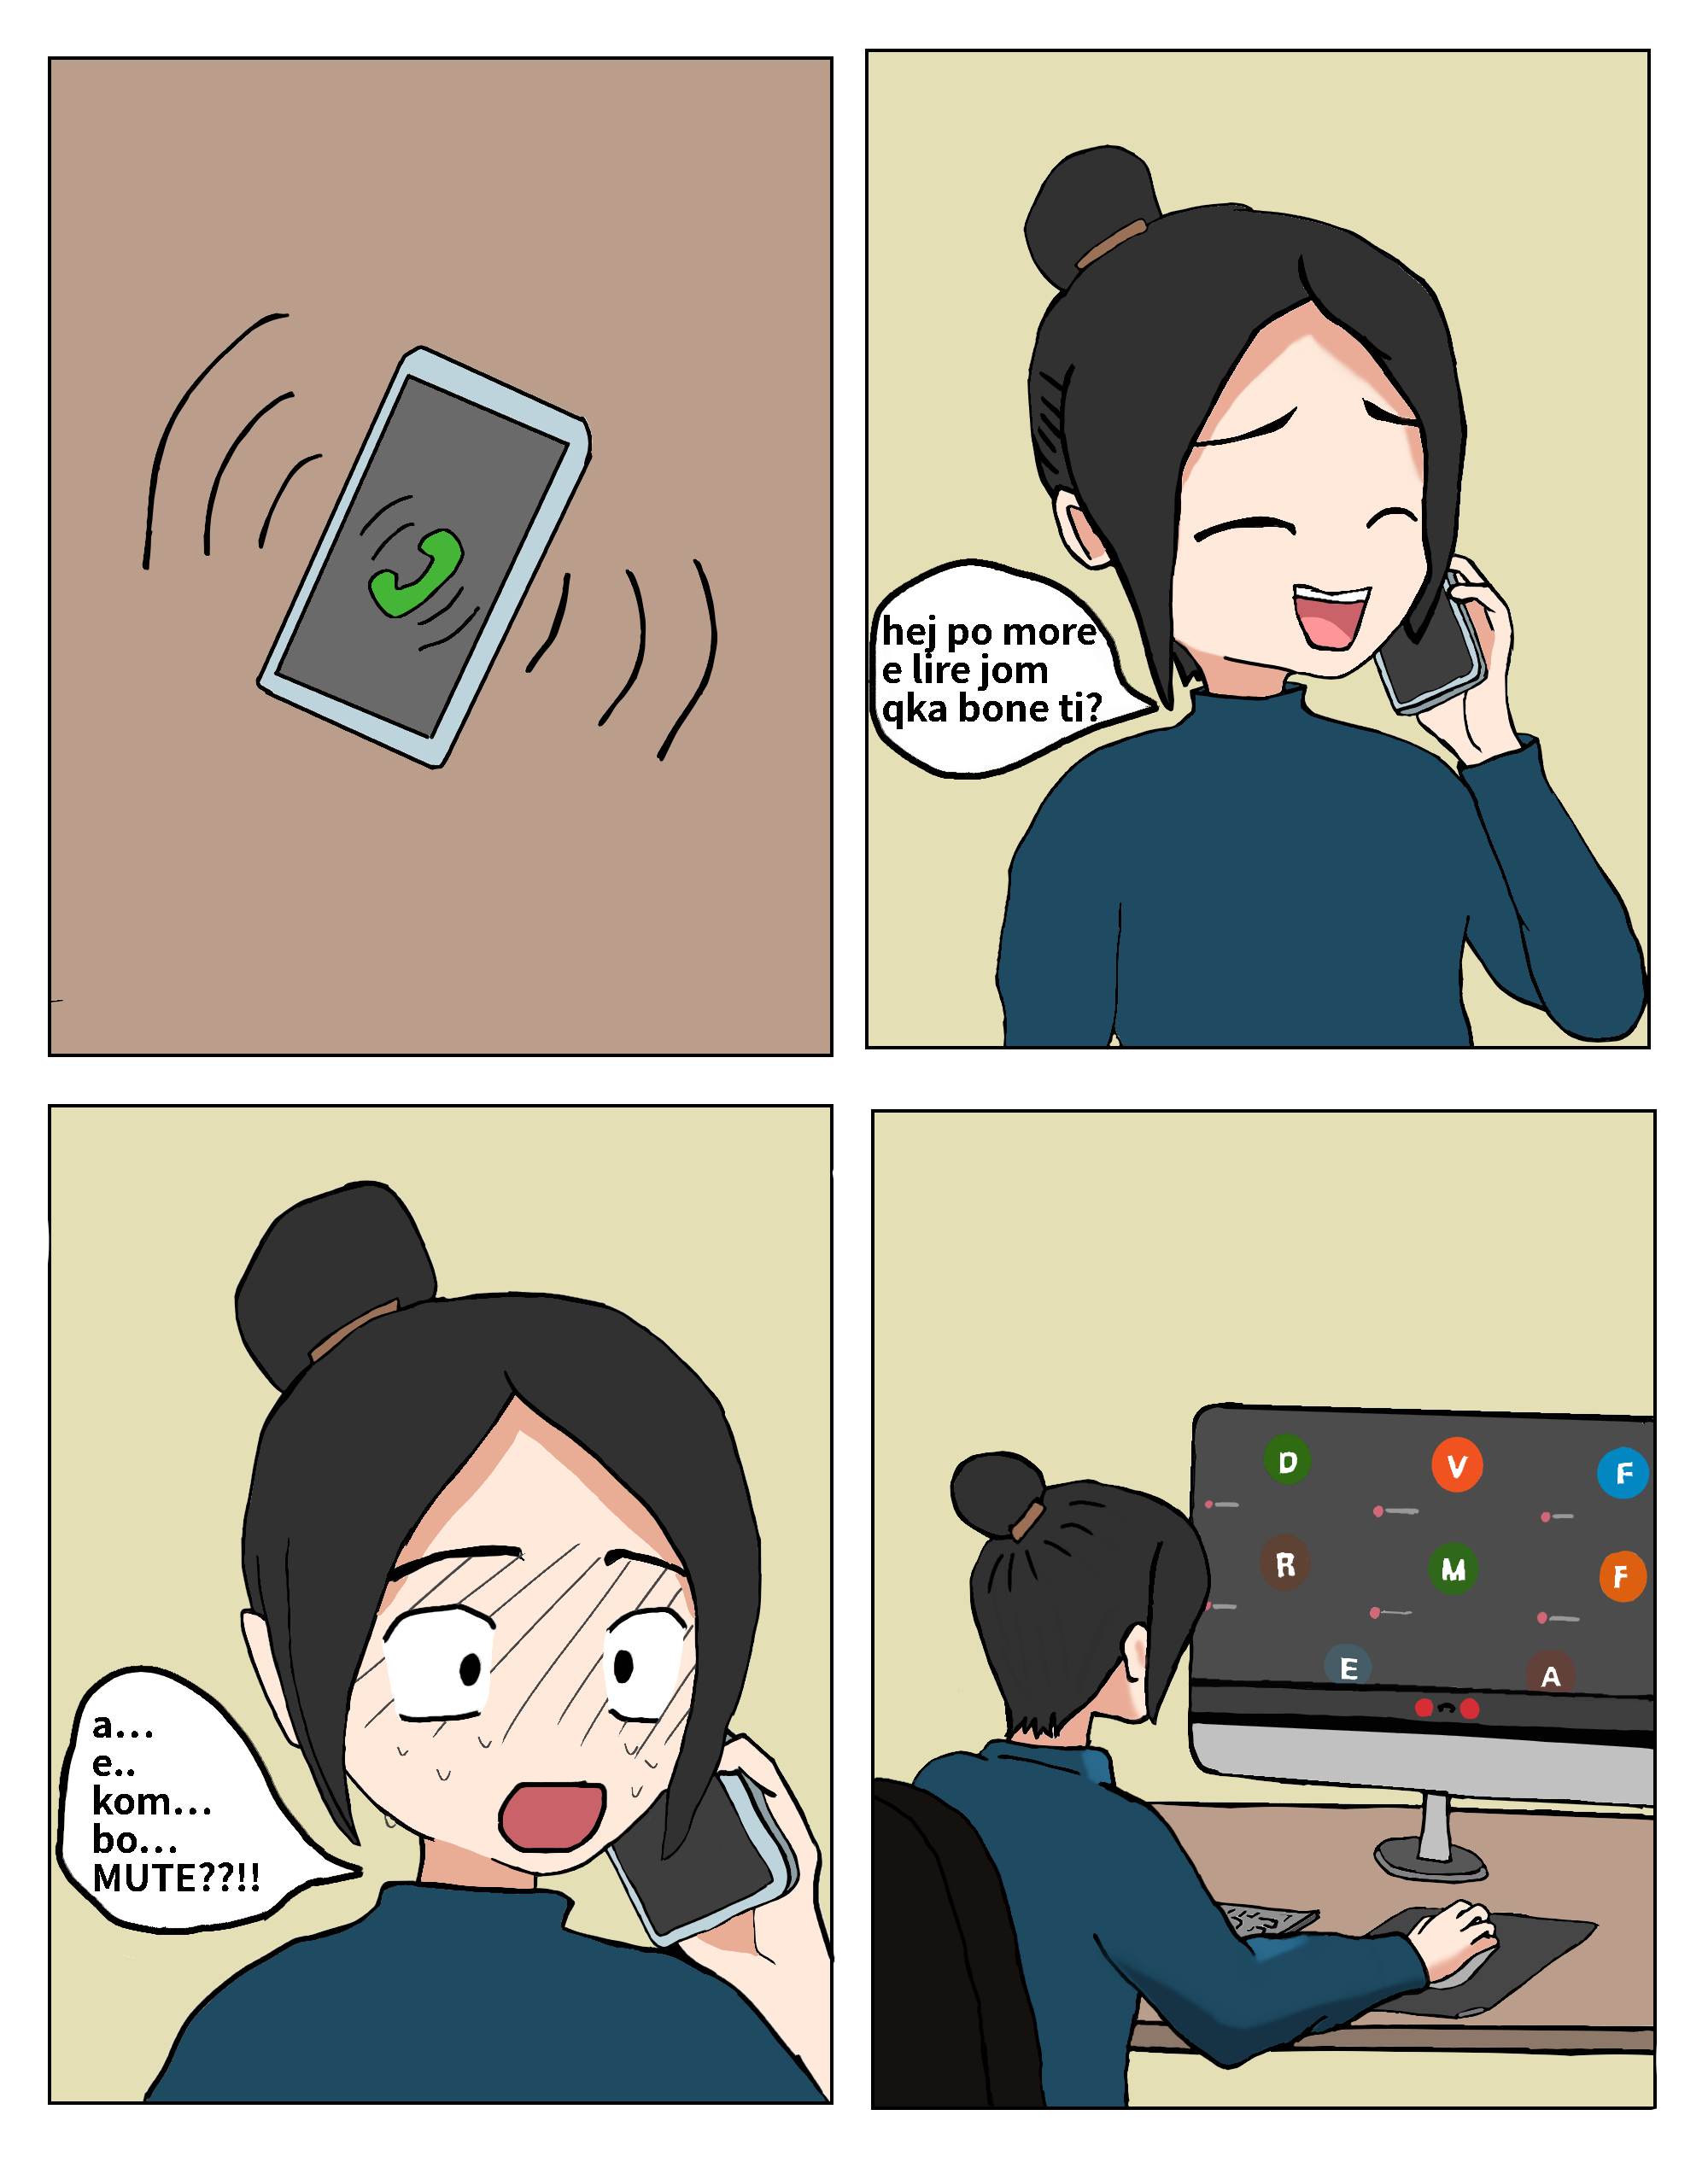 hej po more
e lire jom
qka bone ti?
a...
e..
kom...
bo...
MUTE??!!
D V F
R M F
E A